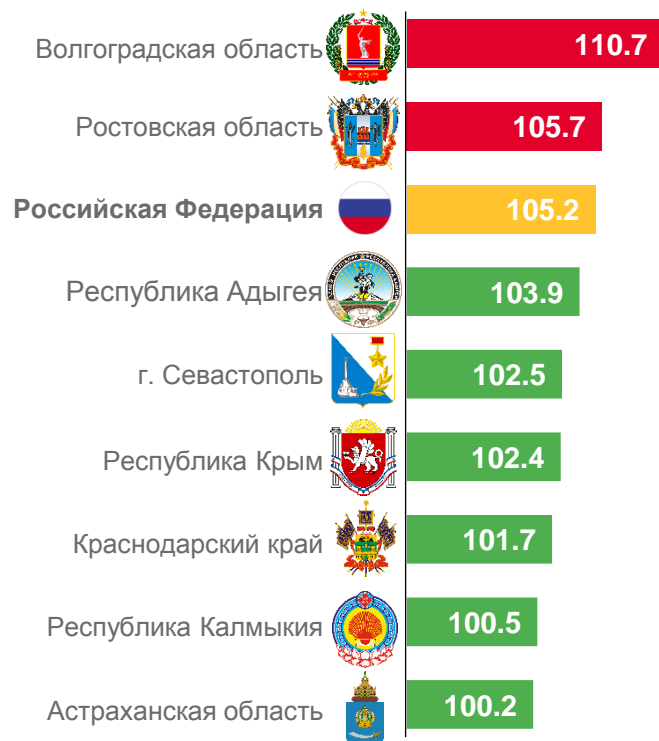 Волгоградская область 110.7
Ростовская область 105.7
Российская Федерация 105.2
Республика Адыгея 103.9
г. Севастополь 102.5
Республика Крым 102.4
Краснодарский край 101.7
Республика Калмыкия 100.5
Астраханская область 100.2